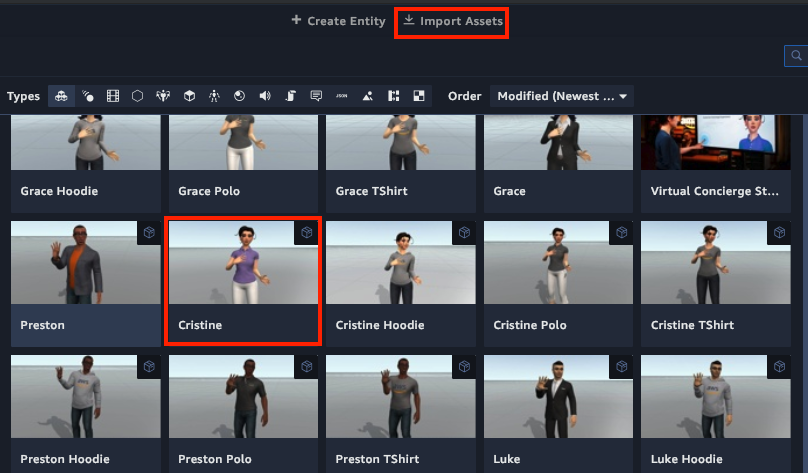 Create Entity Import Assets
Types JSON Order Modified (Newest ...
Grace Hoodie Grace Polo Grace TShirt Grace Virtual Concierge St...
Preston Cristine Cristine Hoodie Cristine Polo Cristine TShirt
Preston Hoodie Preston Polo Preston TShirt Luke Luke Hoodie